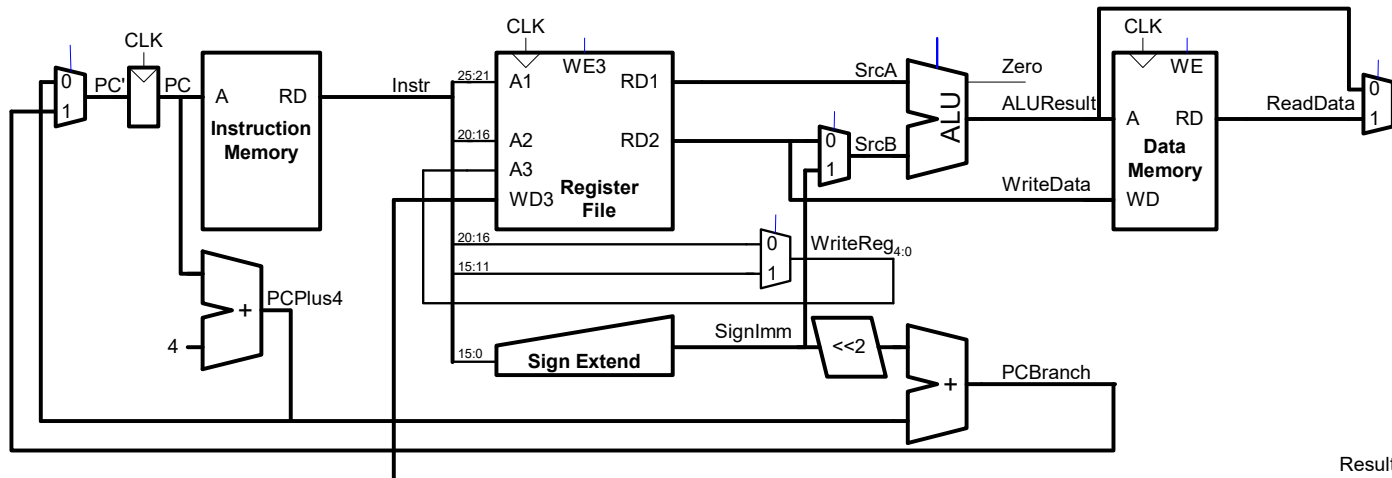 CLK
0
1
PC'
PC
A
RD
Instruction
Memory
Instr
4
+
PCPlus4
25:21
20:16
20:16
15:11
15:0
CLK
WE3
A1
RD1
A2
RD2
A3
WD3
Register
File
0
1
WriteReg4:0
Sign Extend
SignImm
<<2
0
1
SrcA
SrcB
ALU
Zero
ALUResult
WriteData
+
PCBranch
CLK
WE
A
RD
Data
Memory
WD
ReadData
0
1
Result